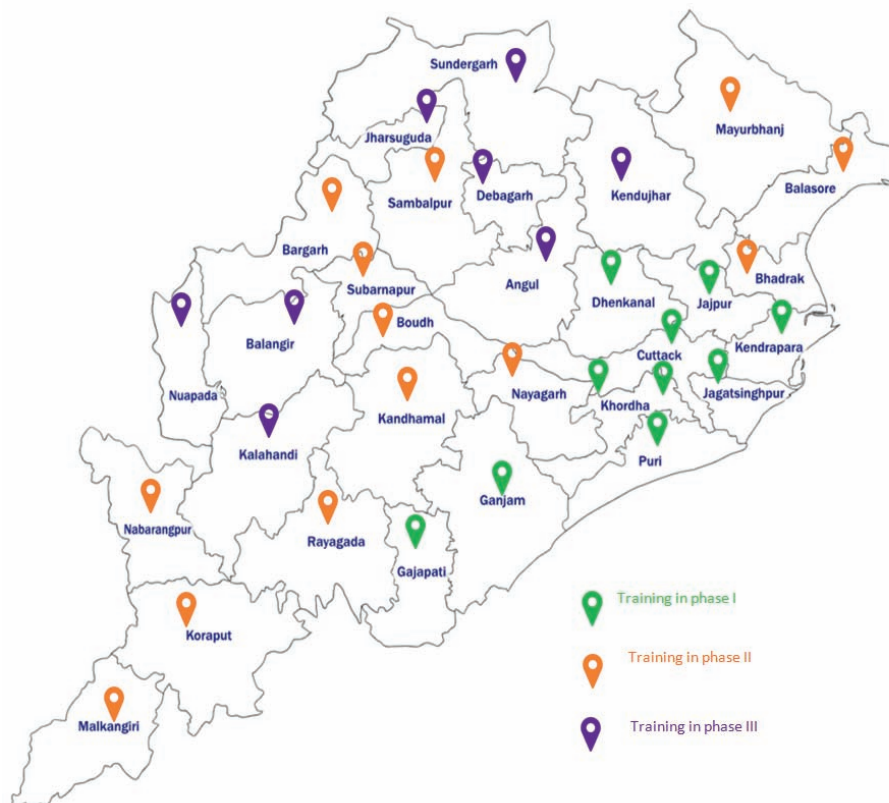 Sundergarh
Mayurbhanj
Jharsuguda
Balasore
Sambalpur
Debagarh
Kendujhar
Bargarh
Bhadrak
Angul
Subarnapur
Dhenkanal
Jajpur
Boudh
Balangir
Kendrapara
Cuttack
Nuapada
Nayagarh
Jagatsinghpur
Khordha
Kandhamal
Kalahandi
Puri
Ganjam
Nabarangpur
Rayagada
Gajapati
Training in phase I
Koraput
Training in phase II
Malkangiri
Training in phase III